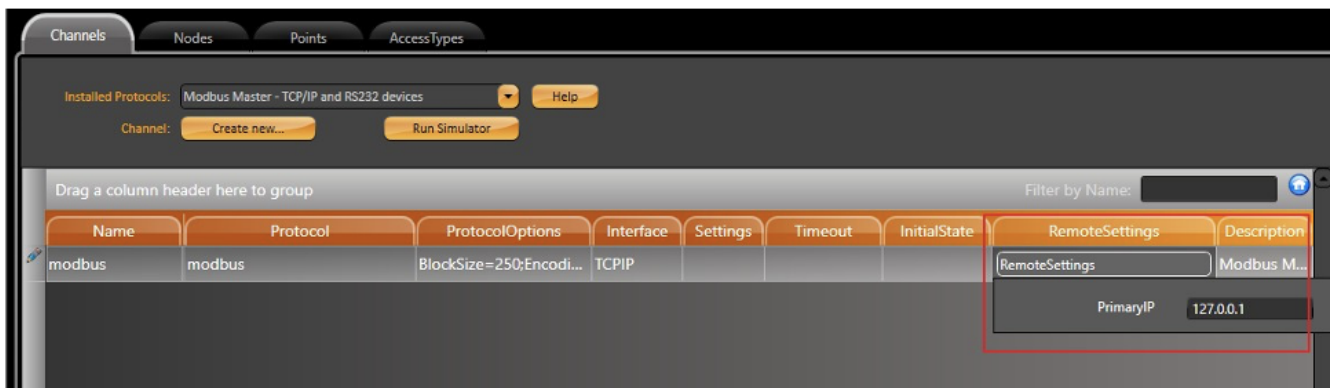 Channels Nodes Points AccessTypes
Installed Protocols: Modbus Master - TCP/IP and RS232 devices Help
Channel: Create new... Run Simulator
Drag a column header here to group Filter by Name:
Name Protocol ProtocolOptions Interface Settings Timeout InitialState RemoteSettings Description
modbus modbus BlockSize=250;Encodi... TCPIP RemoteSettings Modbus M...
PrimaryIP 127.0.0.1